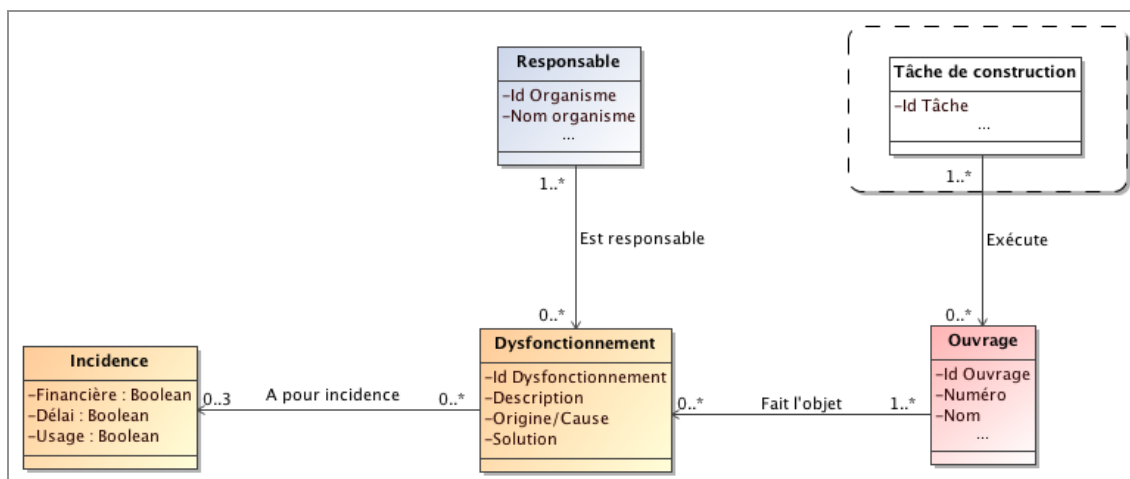 Responsable
-Id Organisme
-Nom organisme
...
Tâche de construction
-Id Tâche
...
1..*
1..*
Est responsable
Exécute
0..*
0..*
Incidence
-Financière : Boolean
-Délai : Boolean
-Usage : Boolean
0..3
A pour incidence
0..*
Dysfonctionnement
-Id Dysfonctionnement
-Description
-Origine/Cause
-Solution
0..*
Fait l'objet
1..*
Ouvrage
-Id Ouvrage
-Numéro
-Nom
...